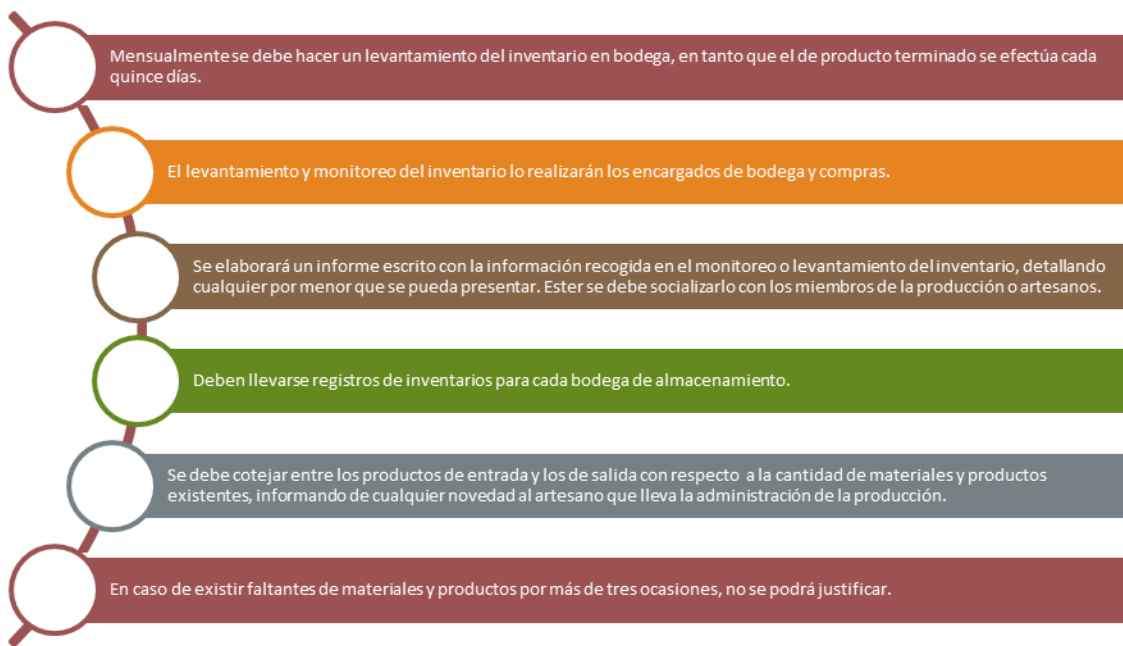 Mensualmente se debe hacer un levantamiento del inventario en bodega, en tanto que el de producto terminado se efectúa cada
quince días.
El levantamiento y monitoreo del inventario lo realizarán los encargados de bodega y compras.
Se elaborará un informe escrito con la información recogida en el monitoreo o levantamiento del inventario, detallando
cualquier por menor que se pueda presentar. Ester se debe socializarlo con los miembros de la producción o artesanos.
Deben llevarse registros de inventarios para cada bodega de almacenamiento.
Se debe cotejar entre los productos de entrada y los de salida con respecto a la cantidad de materiales y productos
existentes, informando de cualquier novedad al artesano que lleva la administración de la producción.
En caso de existir faltantes de materiales y productos por más de tres ocasiones, no se podrá justificar.